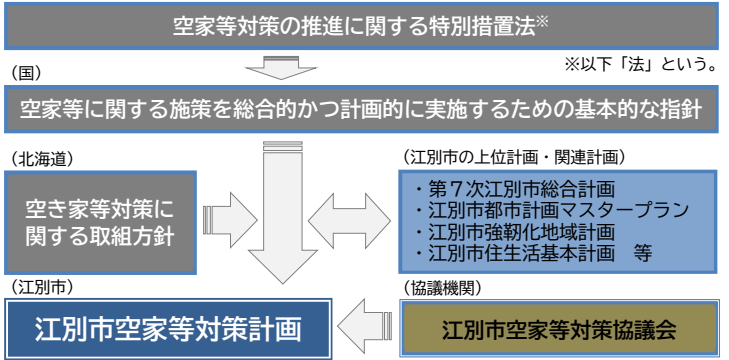 空家等対策の推進に関する特別措置法※
※以下「法」という。
（国）
空家等に関する施策を総合的かつ計画的に実施するための基本的な指針
（北海道）
空き家等対策に
関する取組方針
（江別市の上位計画・関連計画）
・第７次江別市総合計画
・江別市都市計画マスタープラン
・江別市強靭化地域計画
・江別市住生活基本計画　等
（江別市）
江別市空家等対策計画
（協議機関）
江別市空家等対策協議会